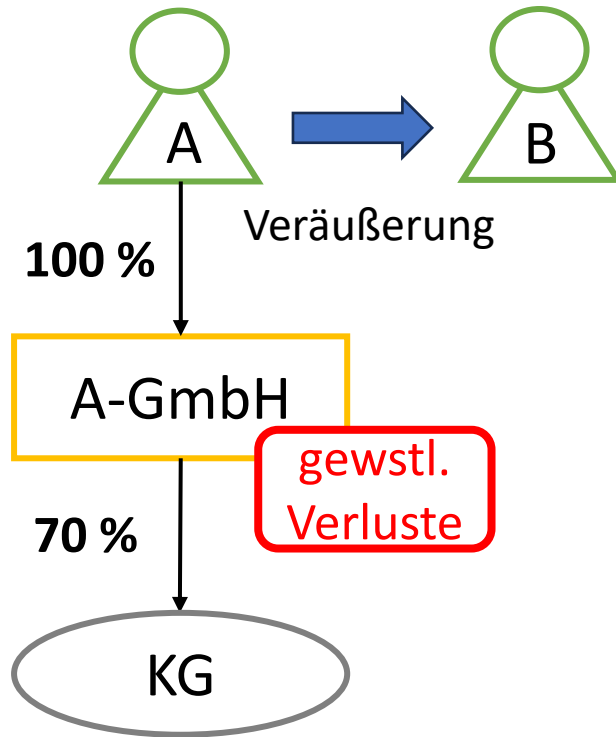 A
B
Veräußerung
100 %
A-GmbH
gewstl.
Verluste
70 %
KG